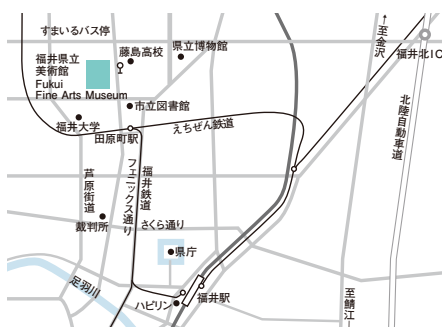 すまいるバス停
藤島高校
県立博物館
↑至金沢
福井北IC
福井県立
美術館
Fukui
Fine Arts Museum
市立図書館
福井大学
田原町駅
えちぜん鉄道
北陸自動車道
芦原街道
フェニックス通り
福井鉄道
裁判所
さくら通り
県庁
足羽川
ハピリン
福井駅
至鯖江